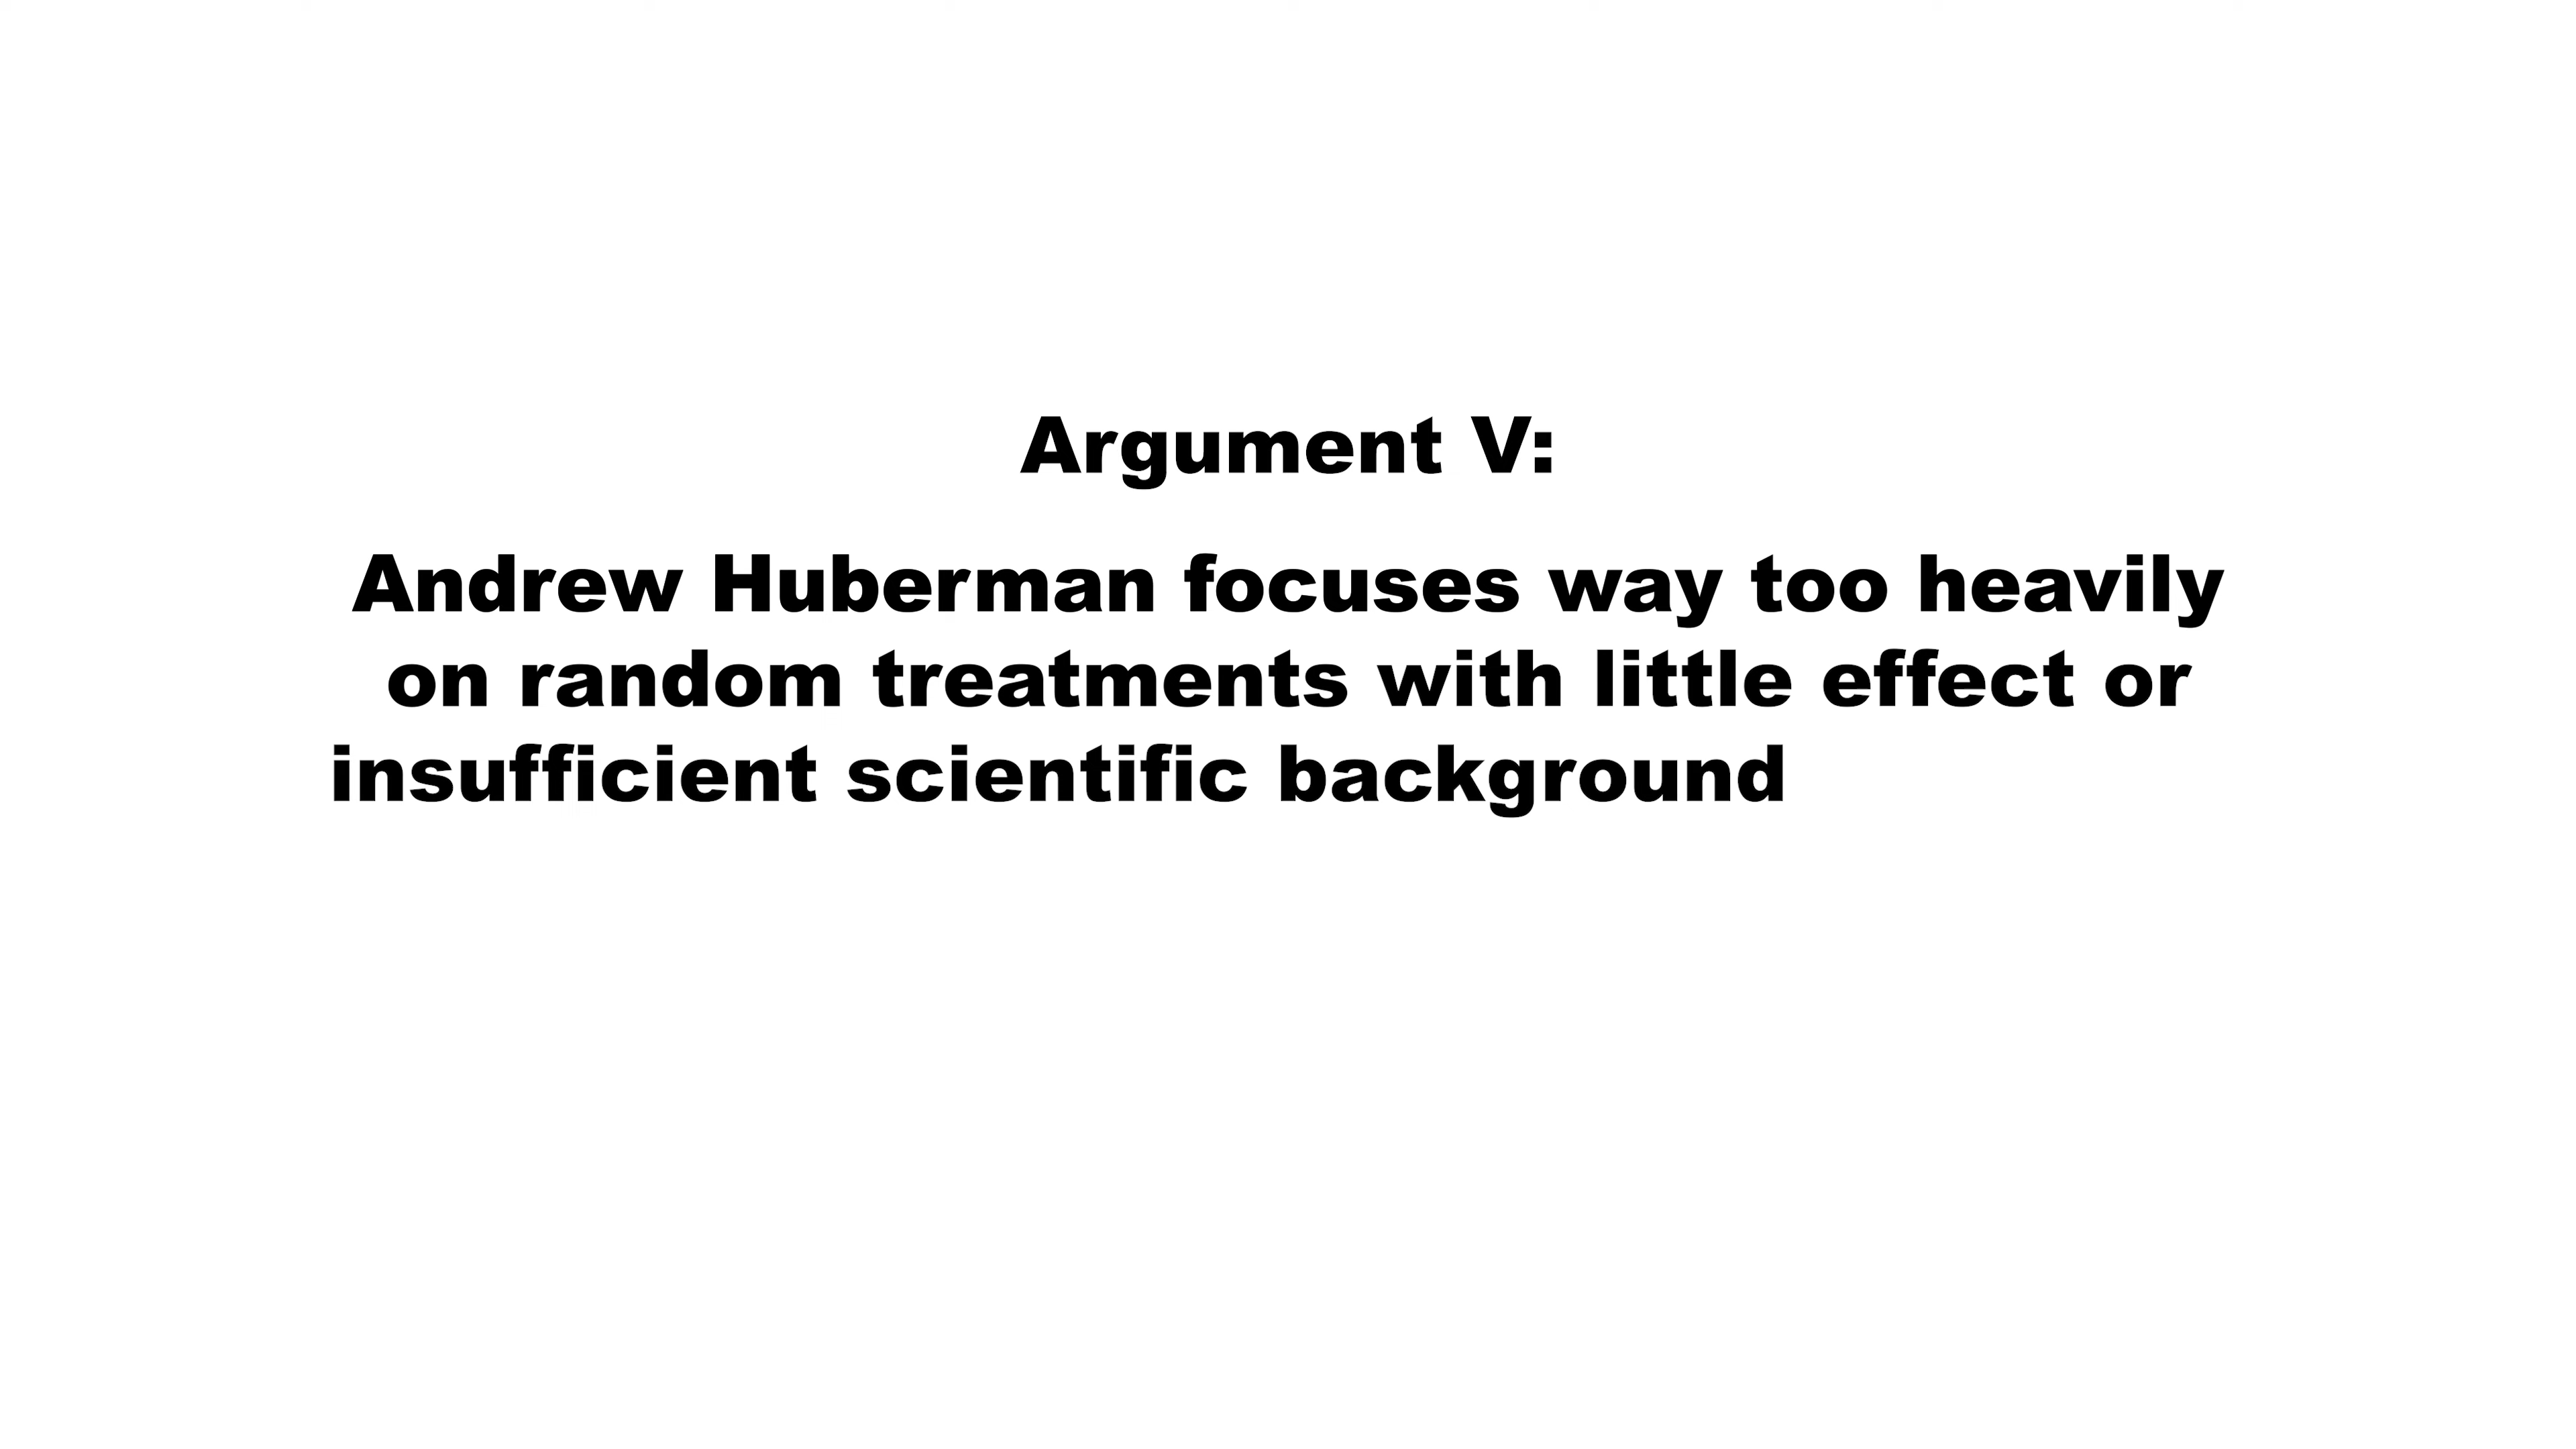 Argument V:
Andrew Huberman focuses way too heavily
on random treatments with little effect or
insufficient scientific background